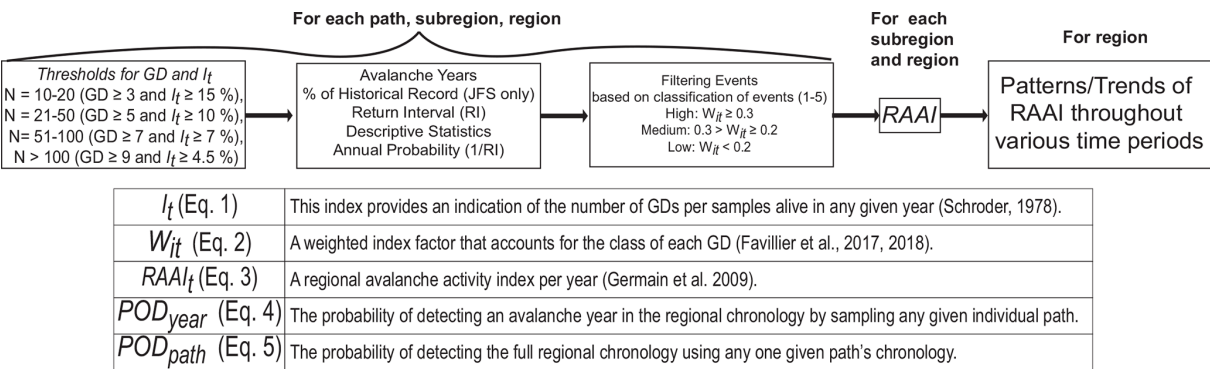 For each path, subregion, region
For each
subregion
and region
For region
Thresholds for GD and It
N = 10-20 (GD ≥ 3 and It ≥ 15 %),
N = 21-50 (GD ≥ 5 and It ≥ 10 %),
N= 51-100 (GD ≥ 7 and It ≥ 7 %),
N > 100 (GD ≥ 9 and It ≥ 4.5 %)
Avalanche Years
% of Historical Record (JFS only)
Return Interval (RI)
Descriptive Statistics
Annual Probability (1/RI)
Filtering Events
based on classification of events (1-5)
High: Wit ≥ 0.3
Medium: 0.3 > Wit ≥ 0.2
Low: Wit < 0.2
RAAI
Patterns/Trends of
RAAI throughout
various time periods
It (Eq. 1) This index provides an indication of the number of GDs per samples alive in any given year (Schroder, 1978).
Wit (Eq. 2) A weighted index factor that accounts for the class of each GD (Favillier et al., 2017, 2018).
RAAIt (Eq. 3) A regional avalanche activity index per year (Germain et al. 2009).
PODyear (Eq. 4) The probability of detecting an avalanche year in the regional chronology by sampling any given individual path.
PODpath (Eq. 5) The probability of detecting the full regional chronology using any one given path's chronology.